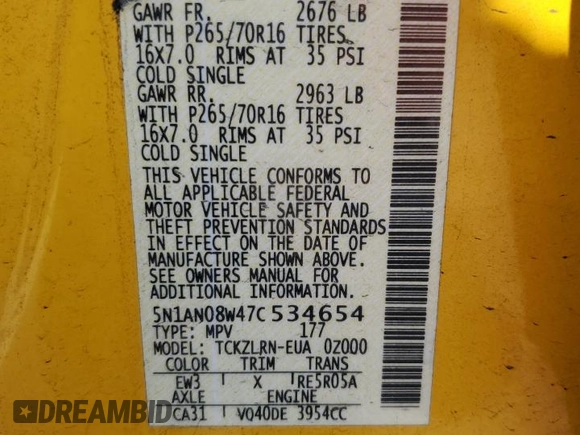 GAWR FR. 2676 LB
WITH P265/70R16 TIRES
16X7.0 RIMS AT 35 PSI
COLD SINGLE
GAWR RR. 2963 LB
WITH P265/70R16 TIRES
16X7.0 RIMS AT 35 PSI
COLD SINGLE
THIS VEHICLE CONFORMS TO
ALL APPLICABLE FEDERAL
MOTOR VEHICLE SAFETY AND
THEFT PREVENTION STANDARDS
IN EFFECT ON THE DATE OF
MANUFACTURE SHOWN ABOVE.
SEE OWNERS MANUAL FOR
ADDITIONAL INFORMATION.
5N1AN08W47C534654
TYPE: MPV 177
MODEL: TCKZLRN-EUA 0Z000
COLOR TRIM TRANS
EW3 X RE5R05A
AXLE ENGINE
CA31 VQ40DE 3954CC
DREAMBID